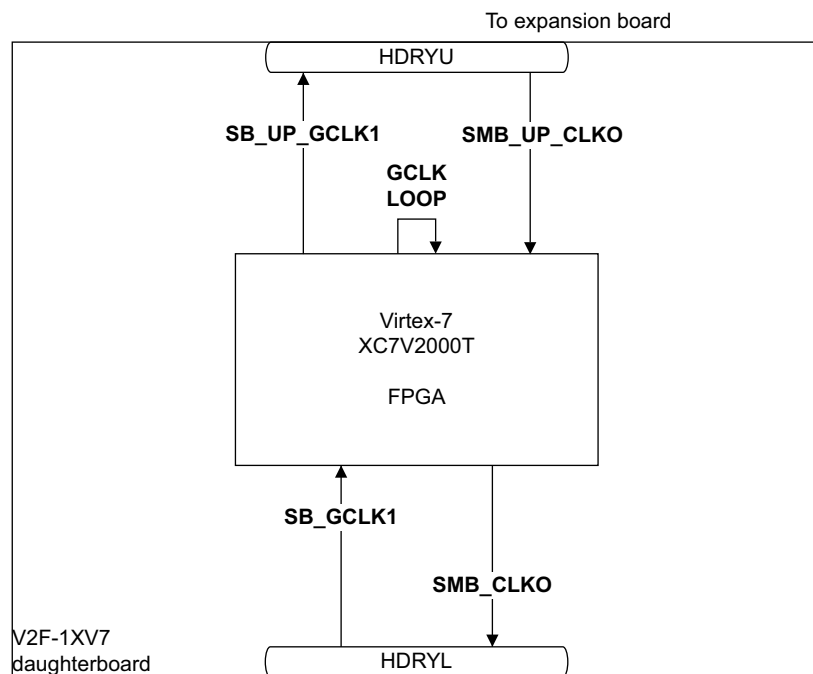 To expansion board
HDRYU
SB_UP_GCLK1
SMB_UP_CLKO
GCLK
LOOP
Virtex-7
XC7V2000T
FPGA
SB_GCLK1
SMB_CLKO
V2F-1XV7
daughterboard
HDRYL